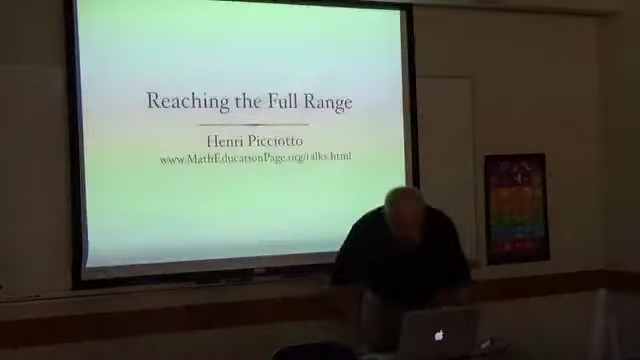 Reaching the Full Range
Henri Picciotto
www.MathEducationPage.org/talks.html